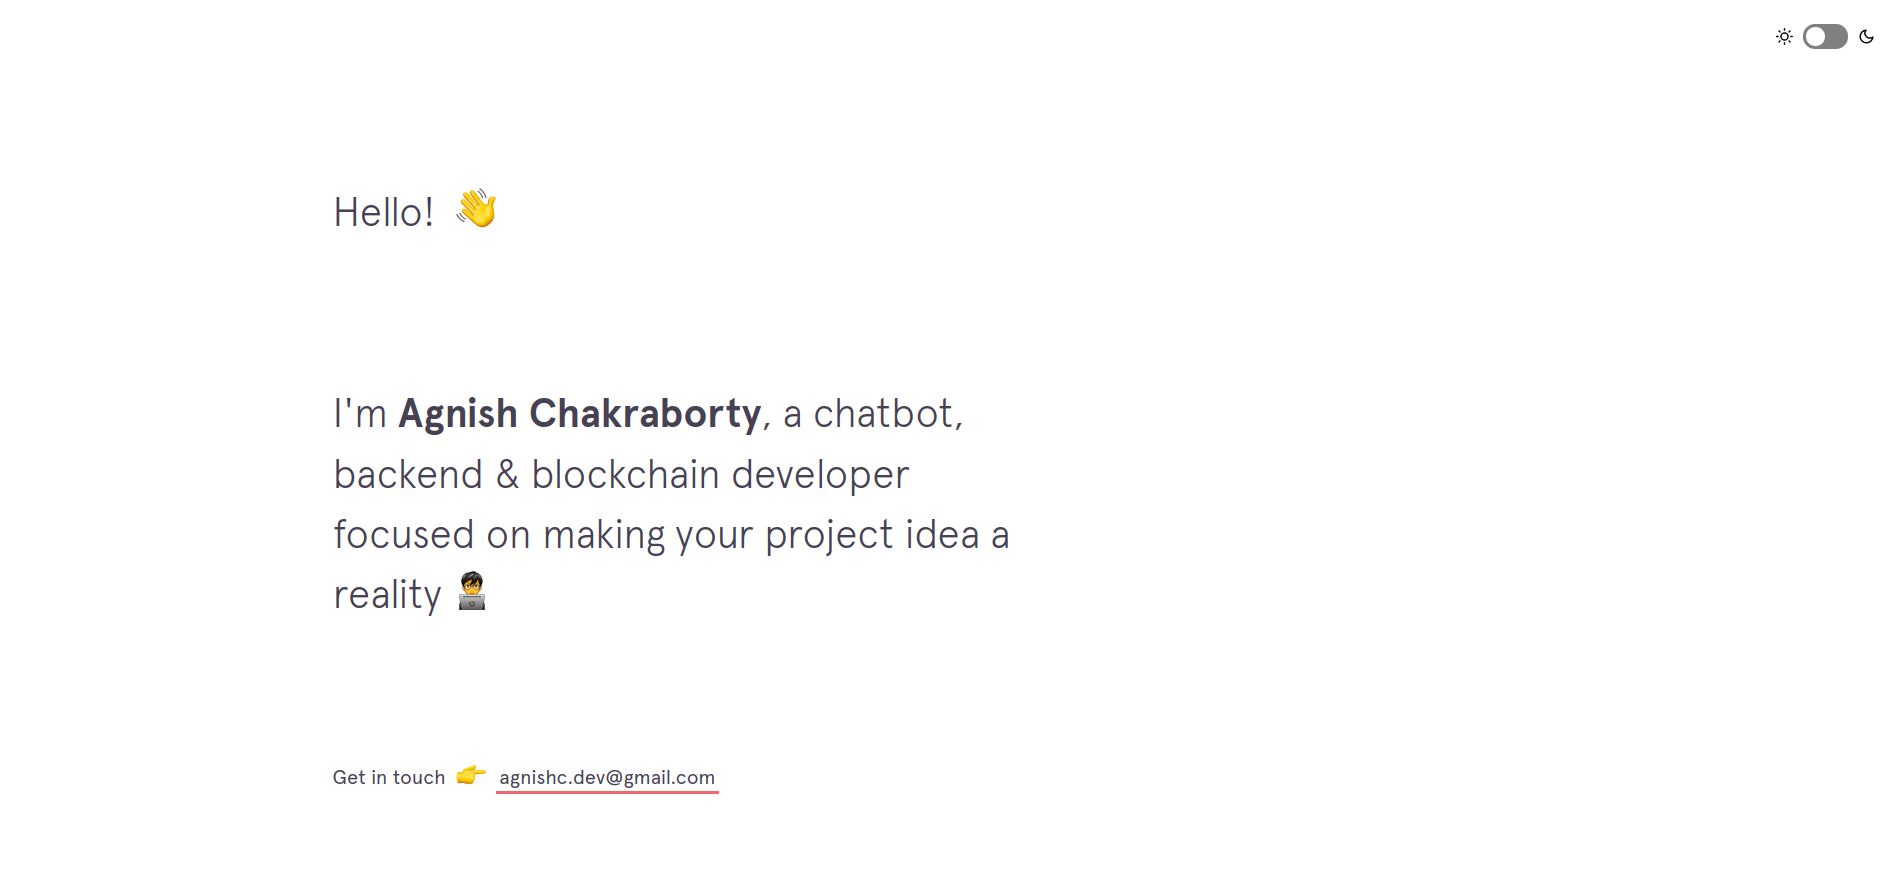 Hello! 👋
I'm Agnish Chakraborty, a chatbot,
backend & blockchain developer
focused on making your project idea a
reality 👨‍💻
Get in touch 👉 agnishc.dev@gmail.com